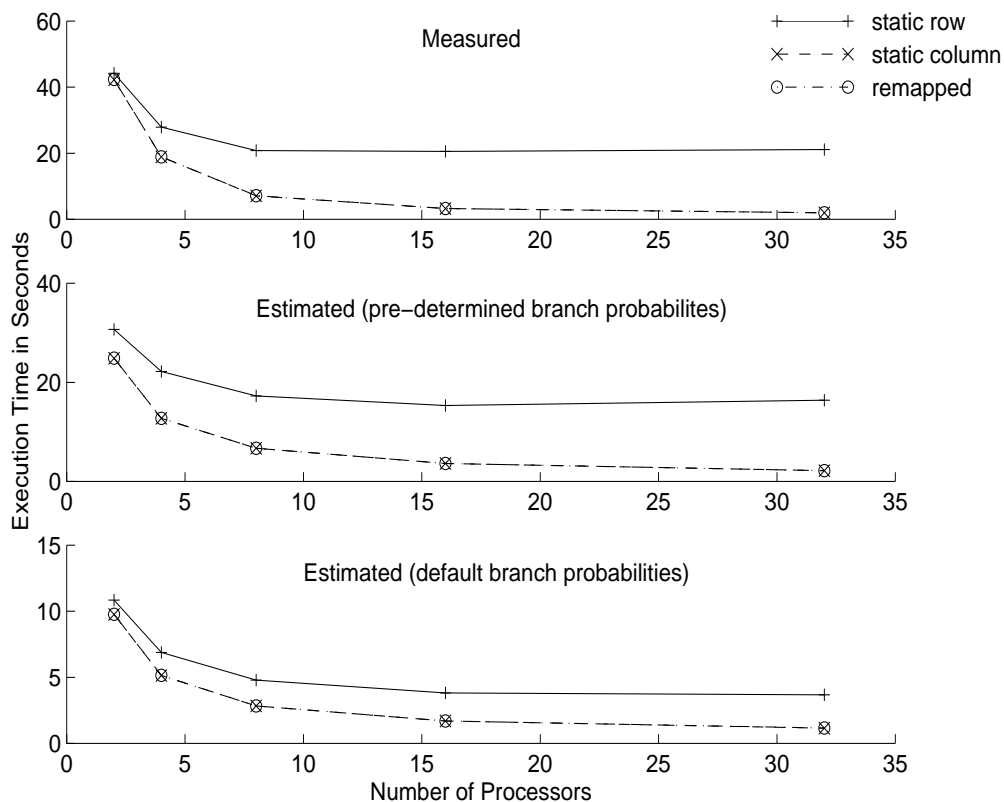 60
Measured
static row
static column
remapped
40
20
0
0 5 10 15 20 25 30 35
Execution Time in Seconds
40
Estimated (pre-determined branch probabilites)
20
0
0 5 10 15 20 25 30 35
15
Estimated (default branch probabilities)
10
5
0
0 5 10 15 20 25 30 35
Number of Processors